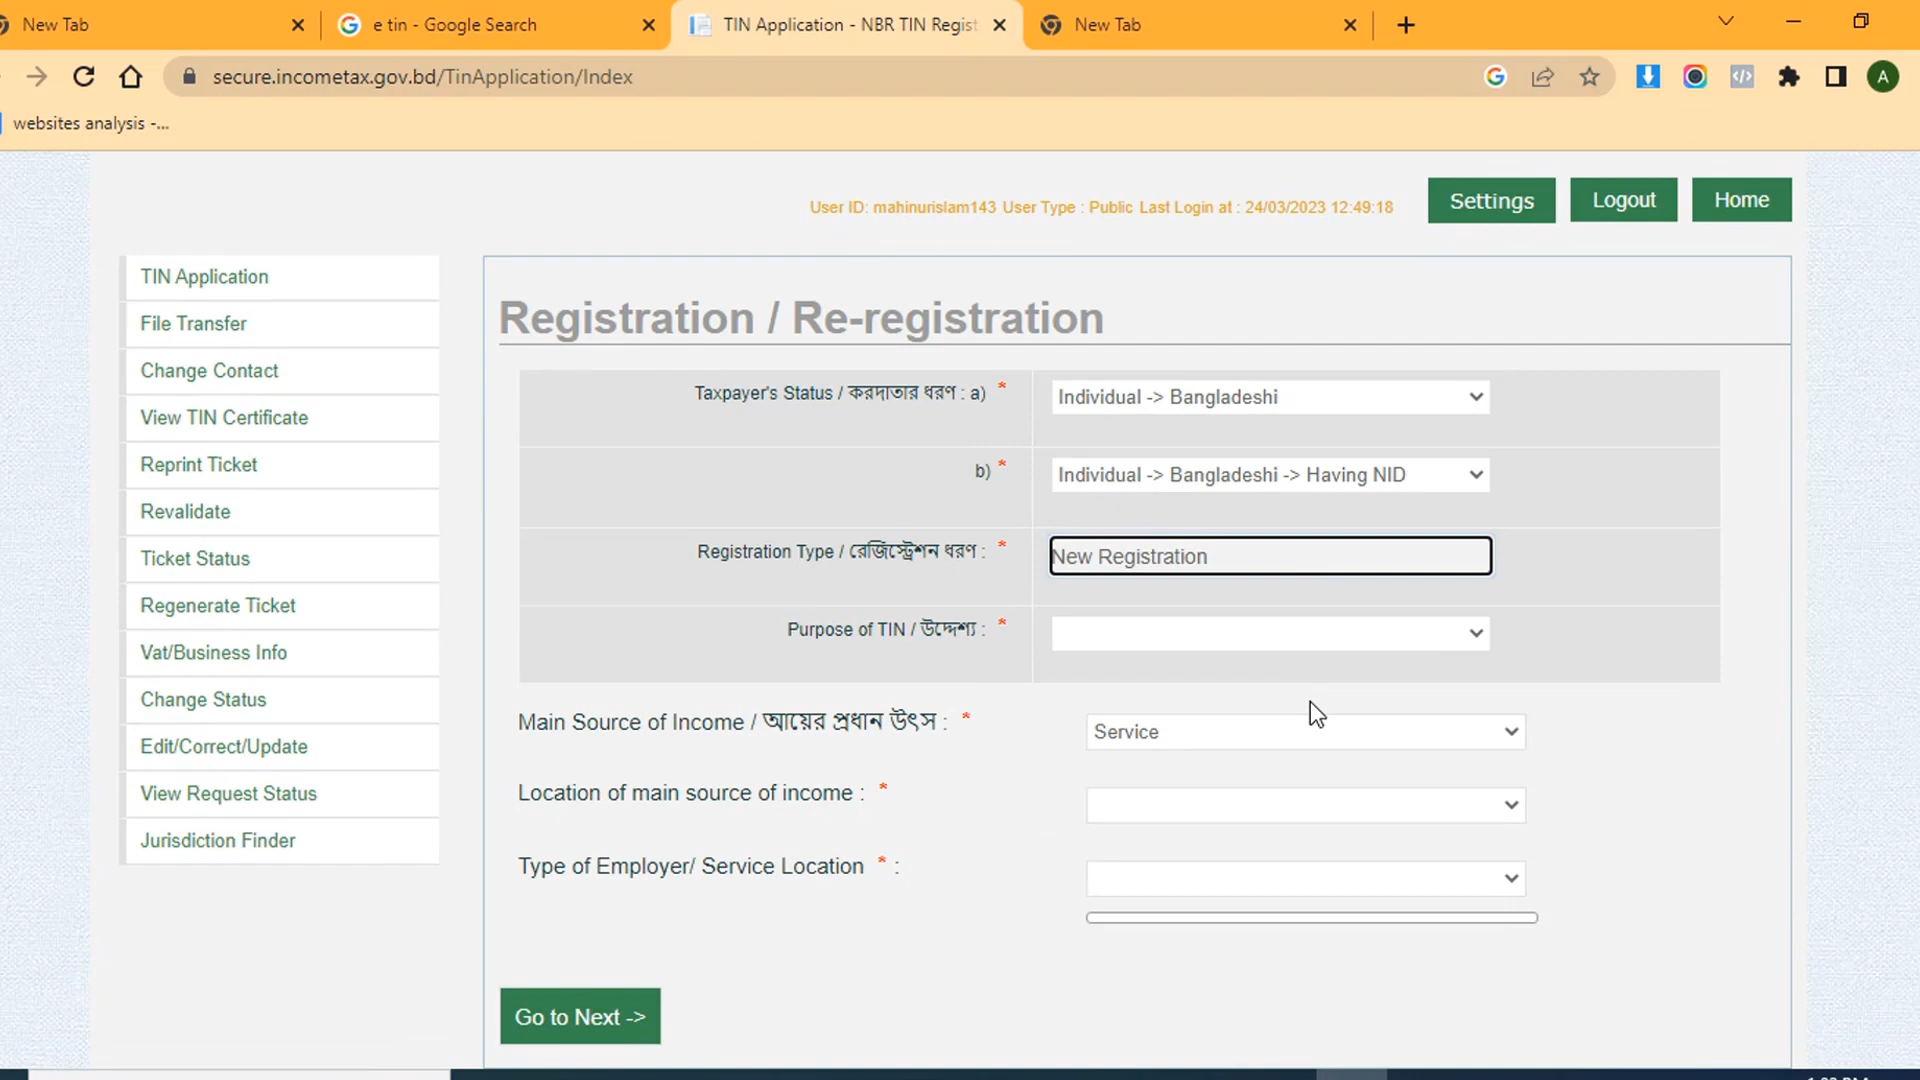 New Tab
e tin - Google Search
TIN Application - NBR TIN Regist
New Tab
secure.incometax.gov.bd/TinApplication/Index
A
websites analysis -...
User ID: mahinurislam143 User Type : Public Last Login at : 24/03/2023 12:49:18
Settings
Logout
Home
TIN Application
File Transfer
Change Contact
View TIN Certificate
Reprint Ticket
Revalidate
Ticket Status
Regenerate Ticket
Vat/Business Info
Change Status
Edit/Correct/Update
View Request Status
Jurisdiction Finder
Registration / Re-registration
Taxpayer's Status / করদাতার ধরণ : a) *
Individual -> Bangladeshi
b) *
Individual -> Bangladeshi -> Having NID
Registration Type / রেজিস্ট্রেশন ধরণ : *
New Registration
Purpose of TIN / উদ্দেশ্য : *
Main Source of Income / আয়ের প্রধান উৎস : *
Service
Location of main source of income : *
Type of Employer/ Service Location * :
Go to Next ->